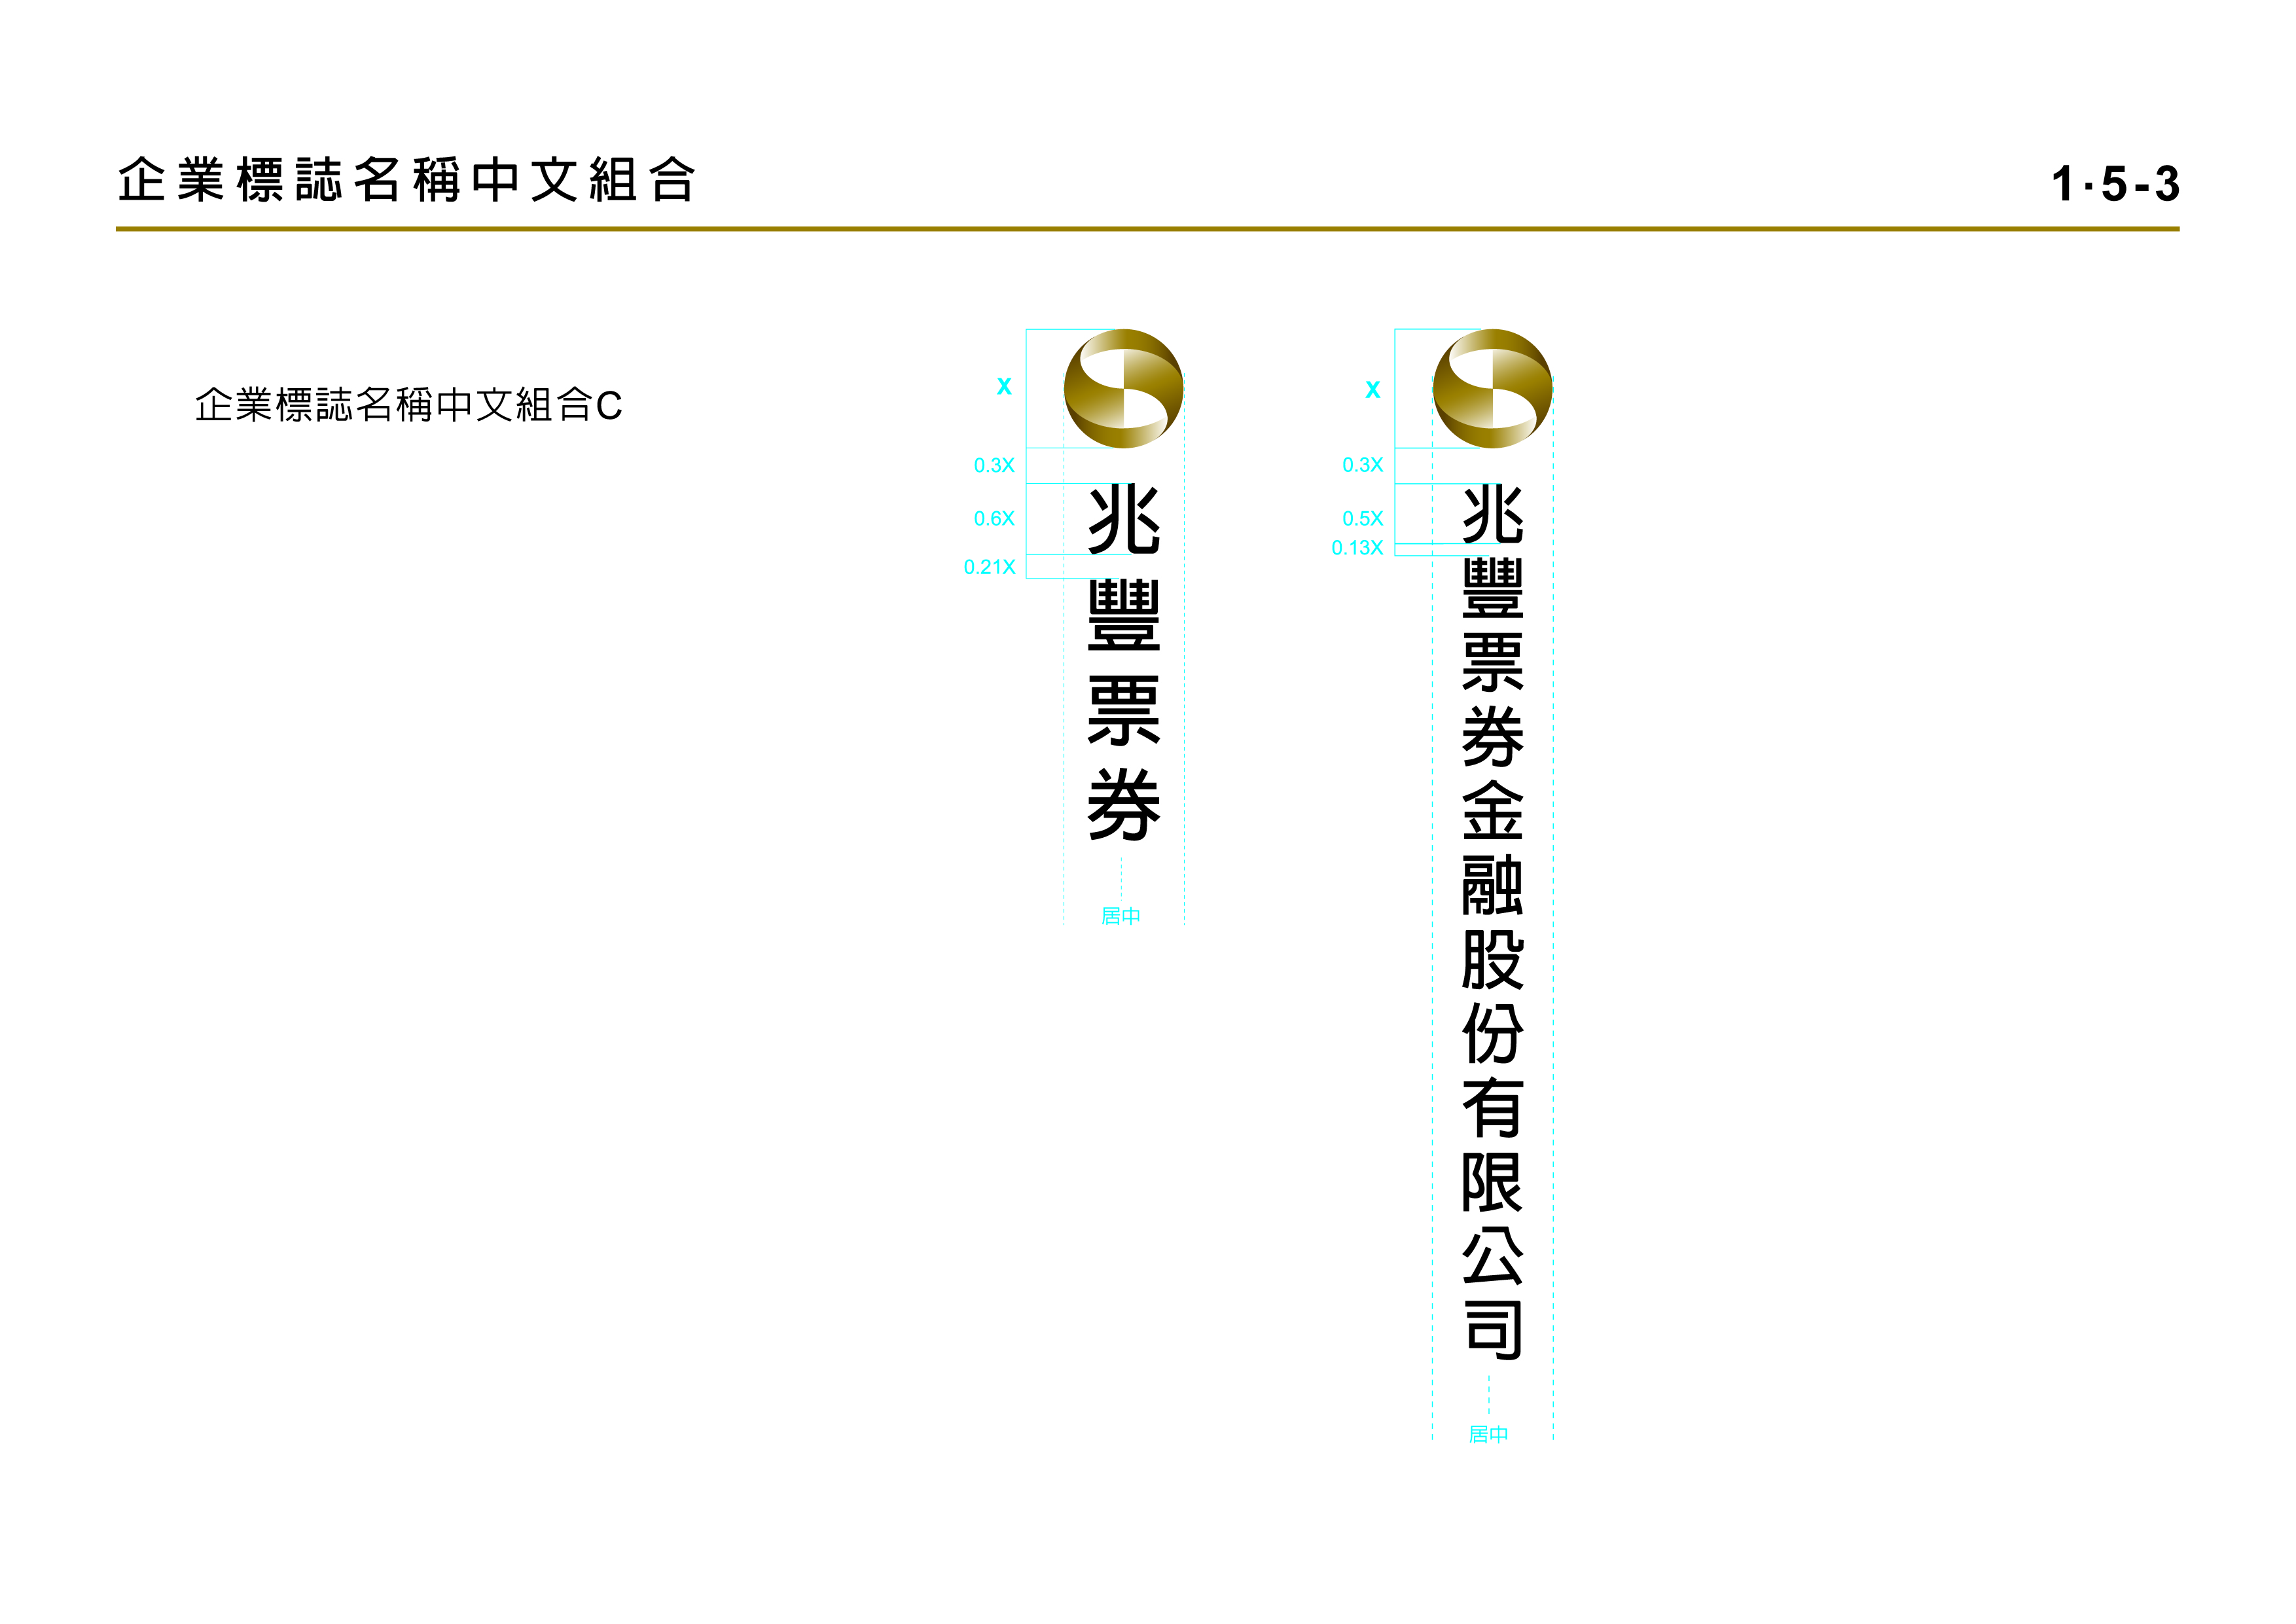 企業標誌名稱中文組合
1·5-3
企業標誌名稱中文組合C
X
0.3X
0.6X
0.21X
兆豐票券
居中
X
0.3X
0.5X
0.13X
兆豐票券金融股份有限公司
居中